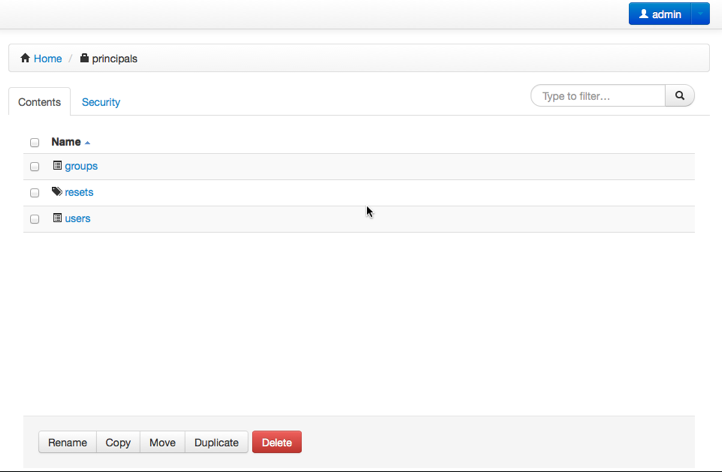 admin
Home / principals
Contents Security Type to filter...
Name
groups
resets
users
Rename Copy Move Duplicate Delete